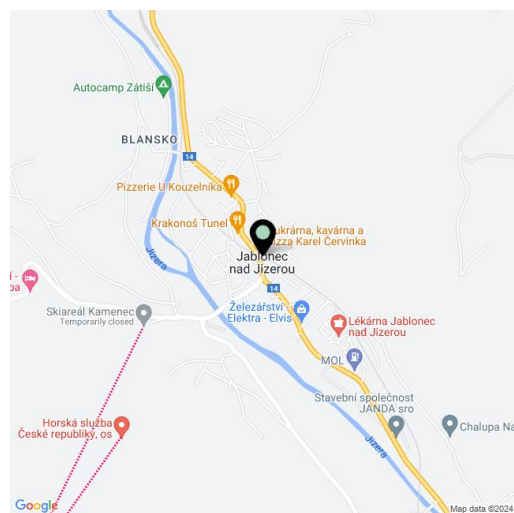 Autocamp Zátiší
BLANSKO
14
Pizzerie U Kouzelníka
Krakonoš Tunel
ukrárna, kavárna a
izza Karel Červinka
Jablonec
nad Jizerou
Jizera
14
Skiareál Kamenec
Temporarily closed
Železářství -
Elektra - Elvis
Lékárna Jablonec
nad Jizerou
MOL
Stavební společnost
JANDA sro
Horská služba
České republiky, os
Chalupa Na
Jizera
Google
Map data ©2024